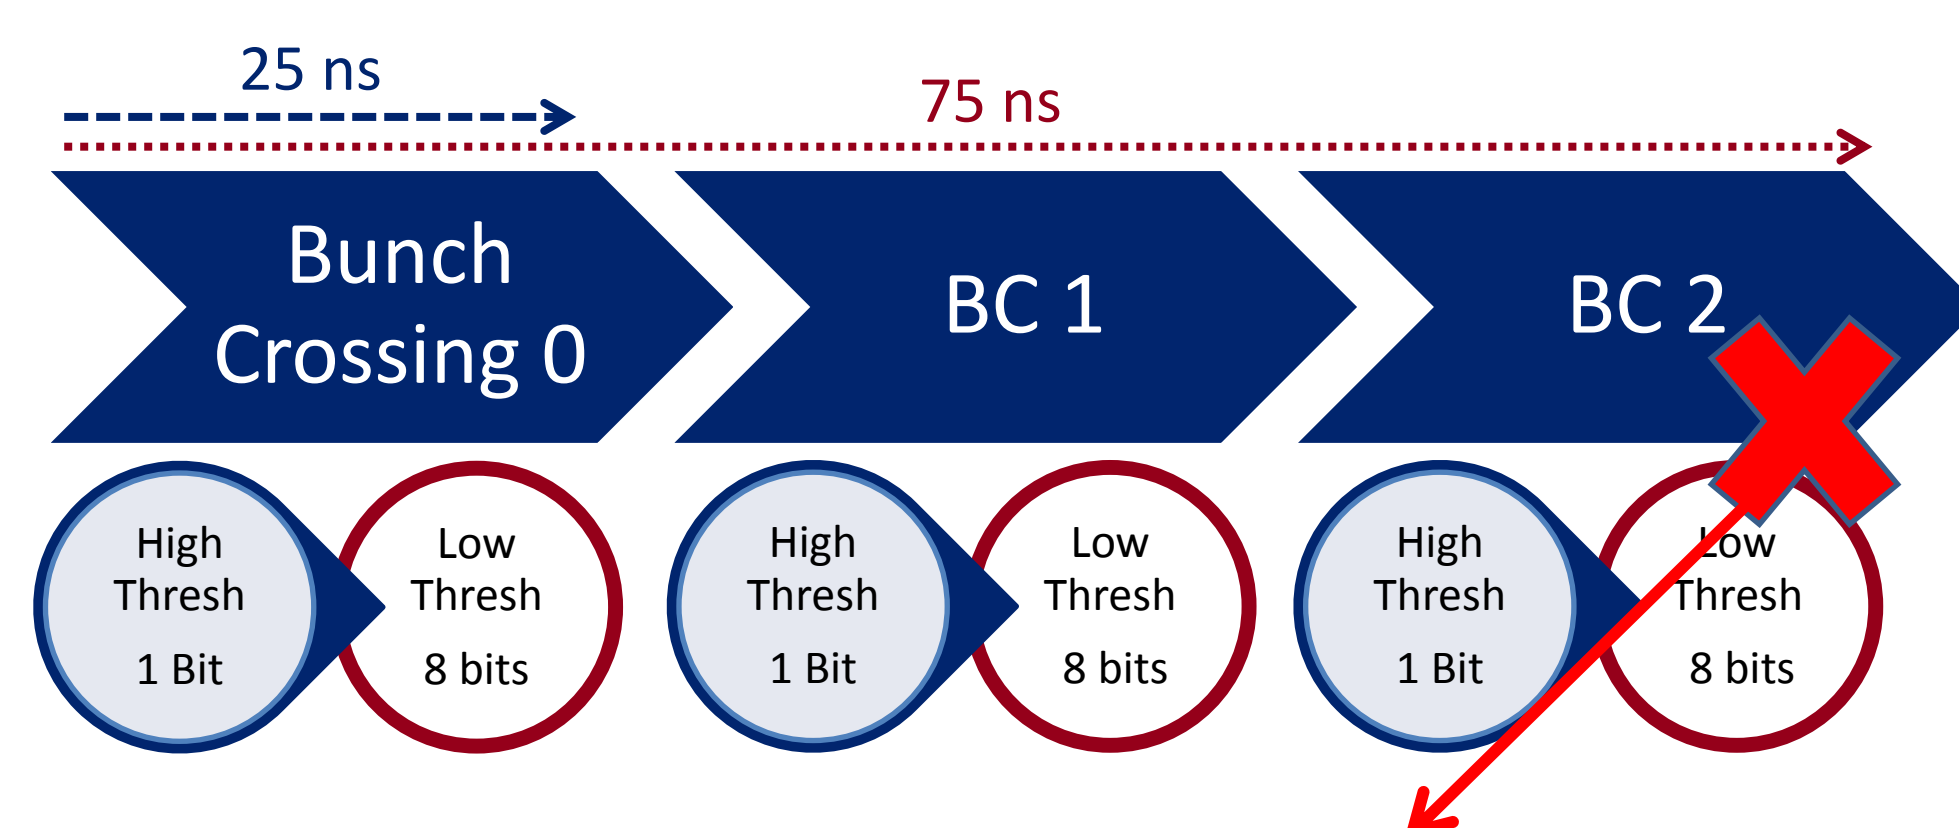 25 ns
75 ns
Bunch
Crossing 0
BC 1
BC 2
High
Thresh
1 Bit
Low
Thresh
8 bits
High
Thresh
1 Bit
Low
Thresh
8 bits
High
Thresh
1 Bit
Low
Thresh
8 bits